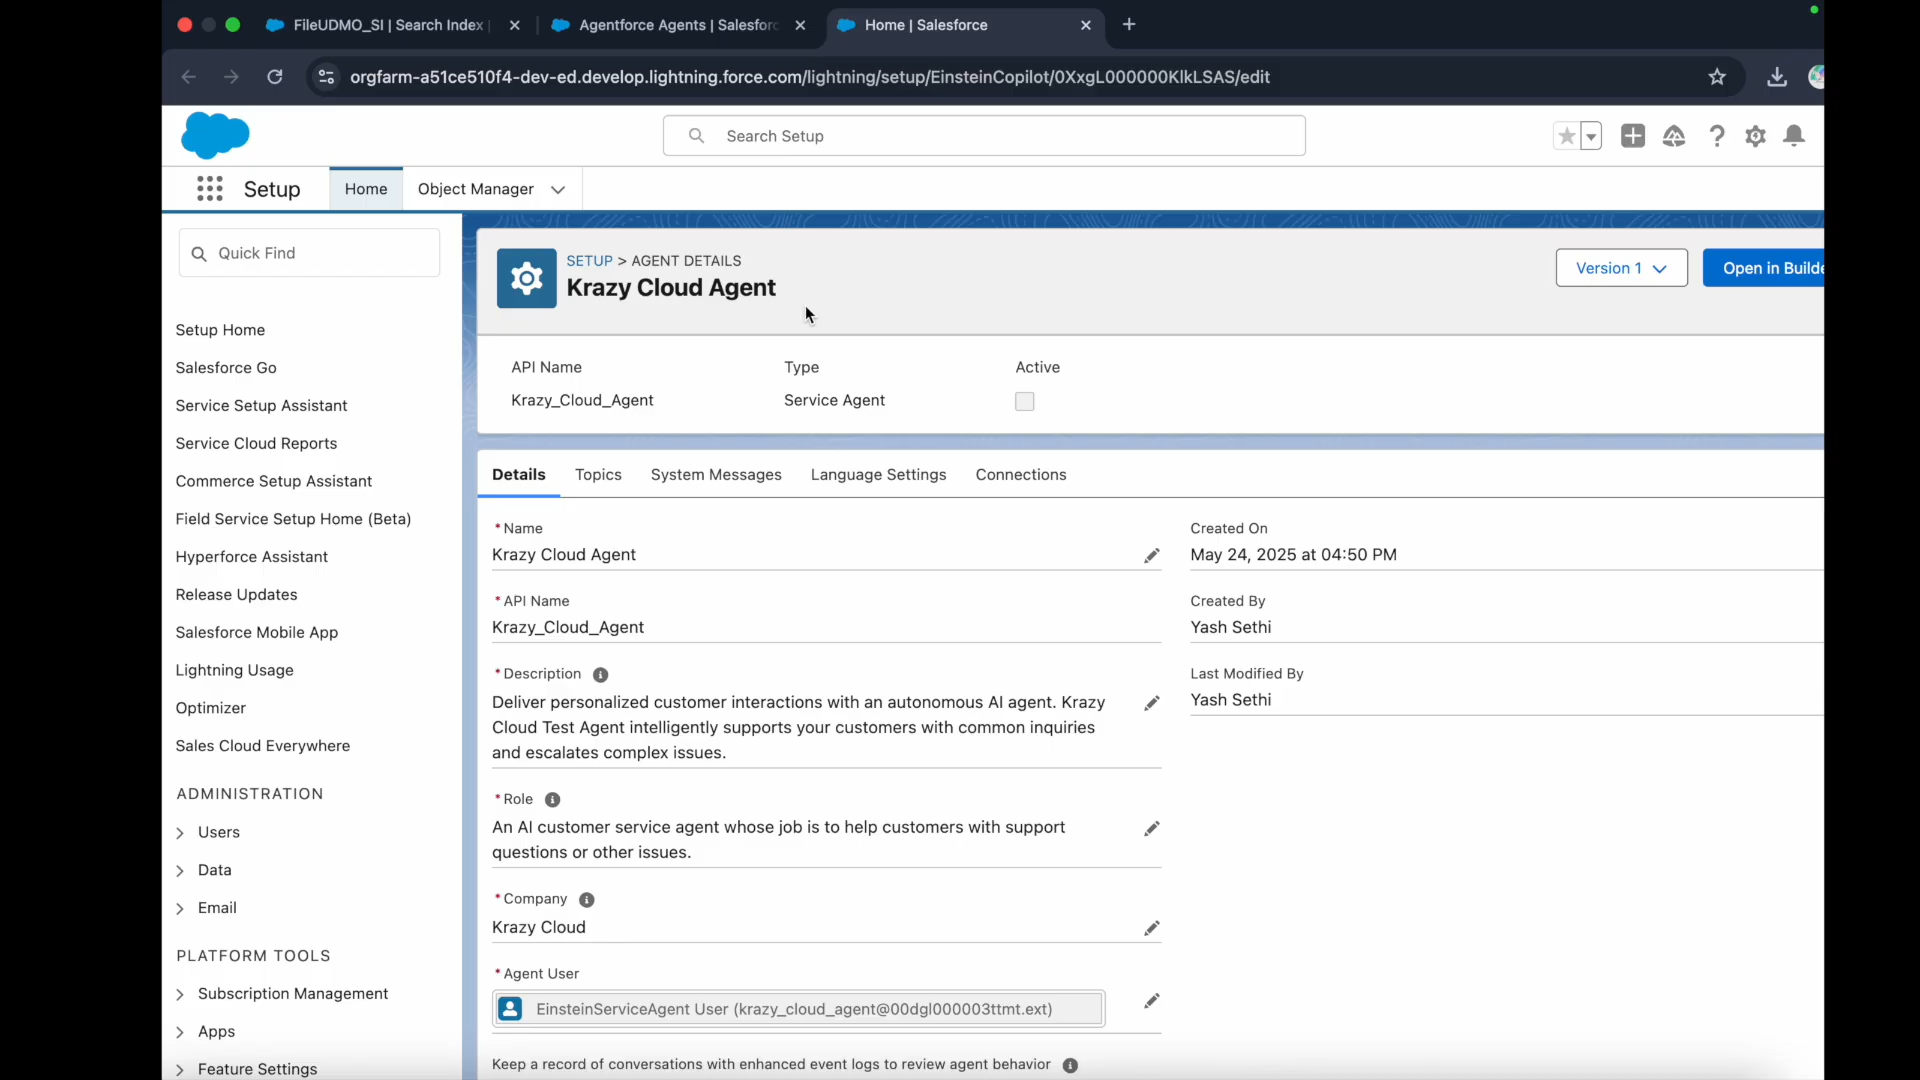 FileUDMO_SI | Search Index
Agentforce Agents | Salesforc
Home | Salesforce
orgfarm-a51ce510f4-dev-ed.develop.lightning.force.com/lightning/setup/EinsteinCopilot/0XxgL000000KlkLSAS/edit
Search Setup
Setup
Home
Object Manager
Quick Find
Setup Home
Salesforce Go
Service Setup Assistant
Service Cloud Reports
Commerce Setup Assistant
Field Service Setup Home (Beta)
Hyperforce Assistant
Release Updates
Salesforce Mobile App
Lightning Usage
Optimizer
Sales Cloud Everywhere
ADMINISTRATION
Users
Data
Email
PLATFORM TOOLS
Subscription Management
Apps
Feature Settings
SETUP > AGENT DETAILS
Krazy Cloud Agent
Version 1
Open in Builde
API Name
Krazy_Cloud_Agent
Type
Service Agent
Active
Details
Topics
System Messages
Language Settings
Connections
*Name
Krazy Cloud Agent
*API Name
Krazy_Cloud_Agent
*Description
Deliver personalized customer interactions with an autonomous AI agent. Krazy
Cloud Test Agent intelligently supports your customers with common inquiries
and escalates complex issues.
*Role
An AI customer service agent whose job is to help customers with support
questions or other issues.
*Company
Krazy Cloud
*Agent User
EinsteinServiceAgent User (krazy_cloud_agent@00dgl000003ttmt.ext)
Keep a record of conversations with enhanced event logs to review agent behavior
Created On
May 24, 2025 at 04:50 PM
Created By
Yash Sethi
Last Modified By
Yash Sethi